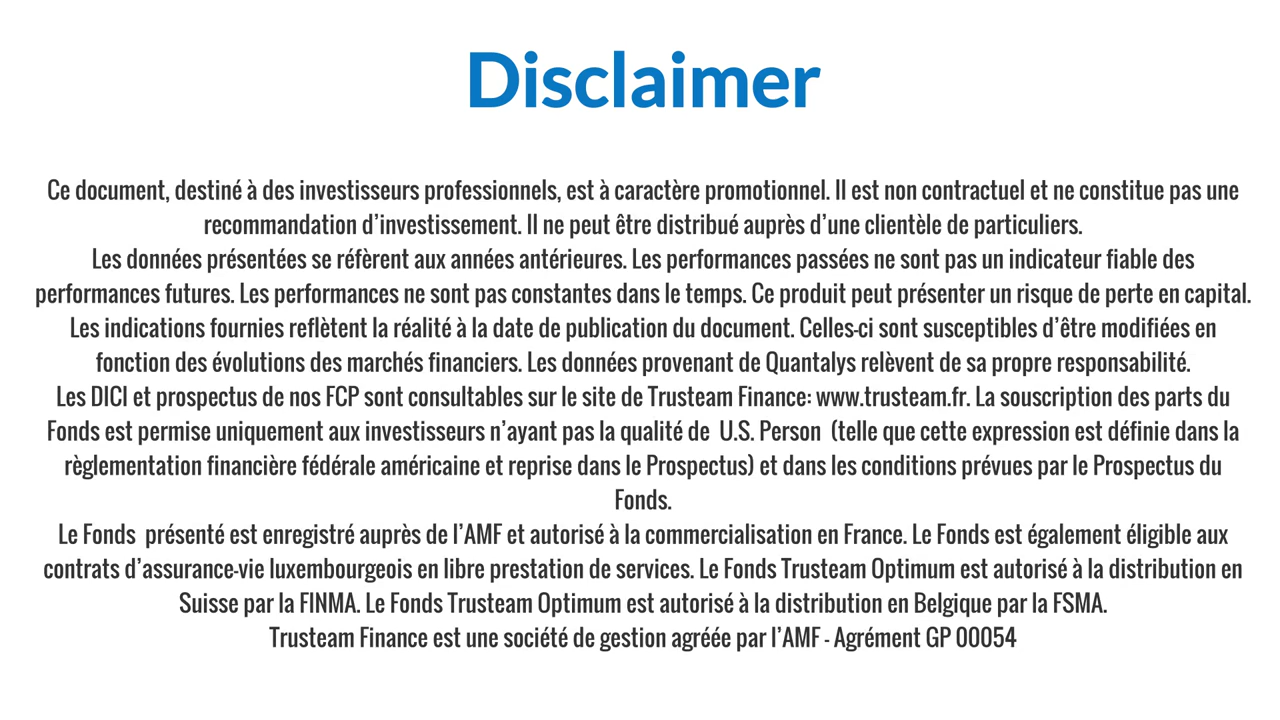 Disclaimer
Ce document, destiné à des investisseurs professionnels, est à caractère promotionnel. Il est non contractuel et ne constitue pas une
recommandation d’investissement. Il ne peut être distribué auprès d’une clientèle de particuliers.
Les données présentées se réfèrent aux années antérieures. Les performances passées ne sont pas un indicateur fiable des
performances futures. Les performances ne sont pas constantes dans le temps. Ce produit peut présenter un risque de perte en capital.
Les indications fournies reflètent la réalité à la date de publication du document. Celles-ci sont susceptibles d’être modifiées en
fonction des évolutions des marchés financiers. Les données provenant de Quantalys relèvent de sa propre responsabilité.
Les DICI et prospectus de nos FCP sont consultables sur le site de Trusteam Finance: www.trusteam.fr. La souscription des parts du
Fonds est permise uniquement aux investisseurs n’ayant pas la qualité de  U.S. Person  (telle que cette expression est définie dans la
règlementation financière fédérale américaine et reprise dans le Prospectus) et dans les conditions prévues par le Prospectus du
Fonds.
Le Fonds  présenté est enregistré auprès de l’AMF et autorisé à la commercialisation en France. Le Fonds est également éligible aux
contrats d’assurance-vie luxembourgeois en libre prestation de services. Le Fonds Trusteam Optimum est autorisé à la distribution en
Suisse par la FINMA. Le Fonds Trusteam Optimum est autorisé à la distribution en Belgique par la FSMA.
Trusteam Finance est une société de gestion agréée par l’AMF - Agrément GP 00054